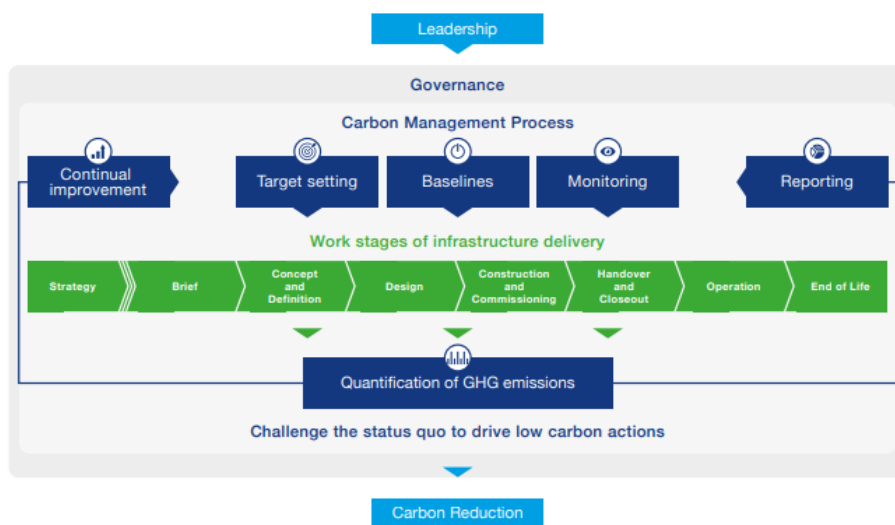 Leadership
Governance
Carbon Management Process
Continual
improvement
Target setting
Baselines
Monitoring
Reporting
Work stages of infrastructure delivery
Strategy
Brief
Concept
and
Definition
Design
Construction
and
Commissioning
Handover
and
Closeout
Operation
End of Life
Quantification of GHG emissions
Challenge the status quo to drive low carbon actions
Carbon Reduction